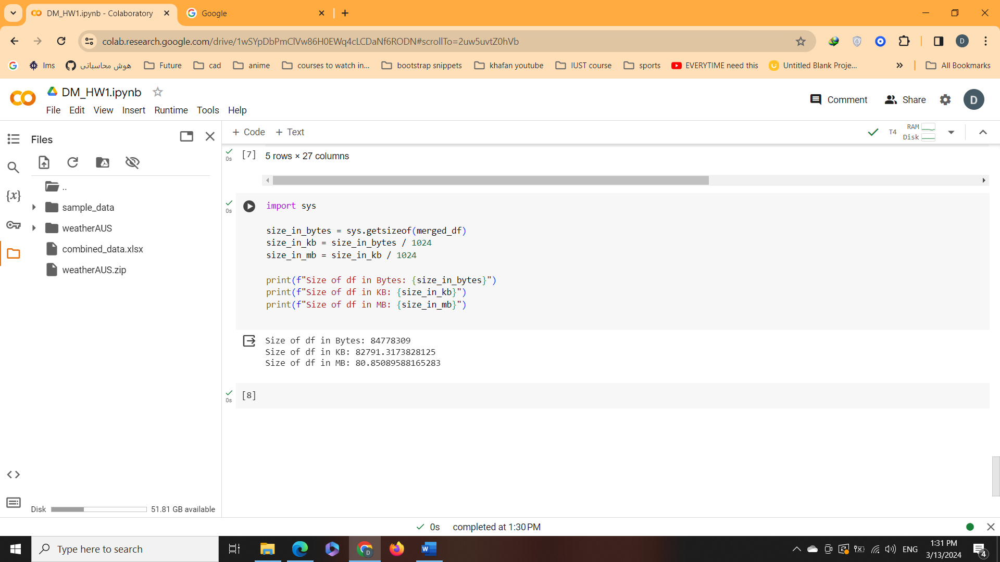 DM_HW1.ipynb - Colaboratory
Google
colab.research.google.com/drive/1wSYpDbPmClVw86H0EWq4cLCDaNf6RODN#scrollTo=2uw5uvtZ0hVb
D
lms
هوش محاسباتی
Future
cad
anime
courses to watch in...
bootstrap snippets
khafan youtube
IUST course
sports
EVERYTIME need this
Untitled Blank Proje...
All Bookmarks
DM_HW1.ipynb
File Edit View Insert Runtime Tools Help
Comment
Share
D
Files
+ Code + Text
T4
RAM
Disk
..
sample_data
weatherAUS
combined_data.xlsx
weatherAUS.zip
{x}
0s
[7] 5 rows × 27 columns
0s
import sys
size_in_bytes = sys.getsizeof(merged_df)
size_in_kb = size_in_bytes / 1024
size_in_mb = size_in_kb / 1024
print(f"Size of df in Bytes: {size_in_bytes}")
print(f"Size of df in KB: {size_in_kb}")
print(f"Size of df in MB: {size_in_mb}")
Size of df in Bytes: 84778309
Size of df in KB: 82791.3173828125
Size of df in MB: 80.85089588165283
0s
[8]
Disk 51.81 GB available
0s completed at 1:30 PM
Type here to search
D
W
ENG
1:31 PM
3/13/2024
4